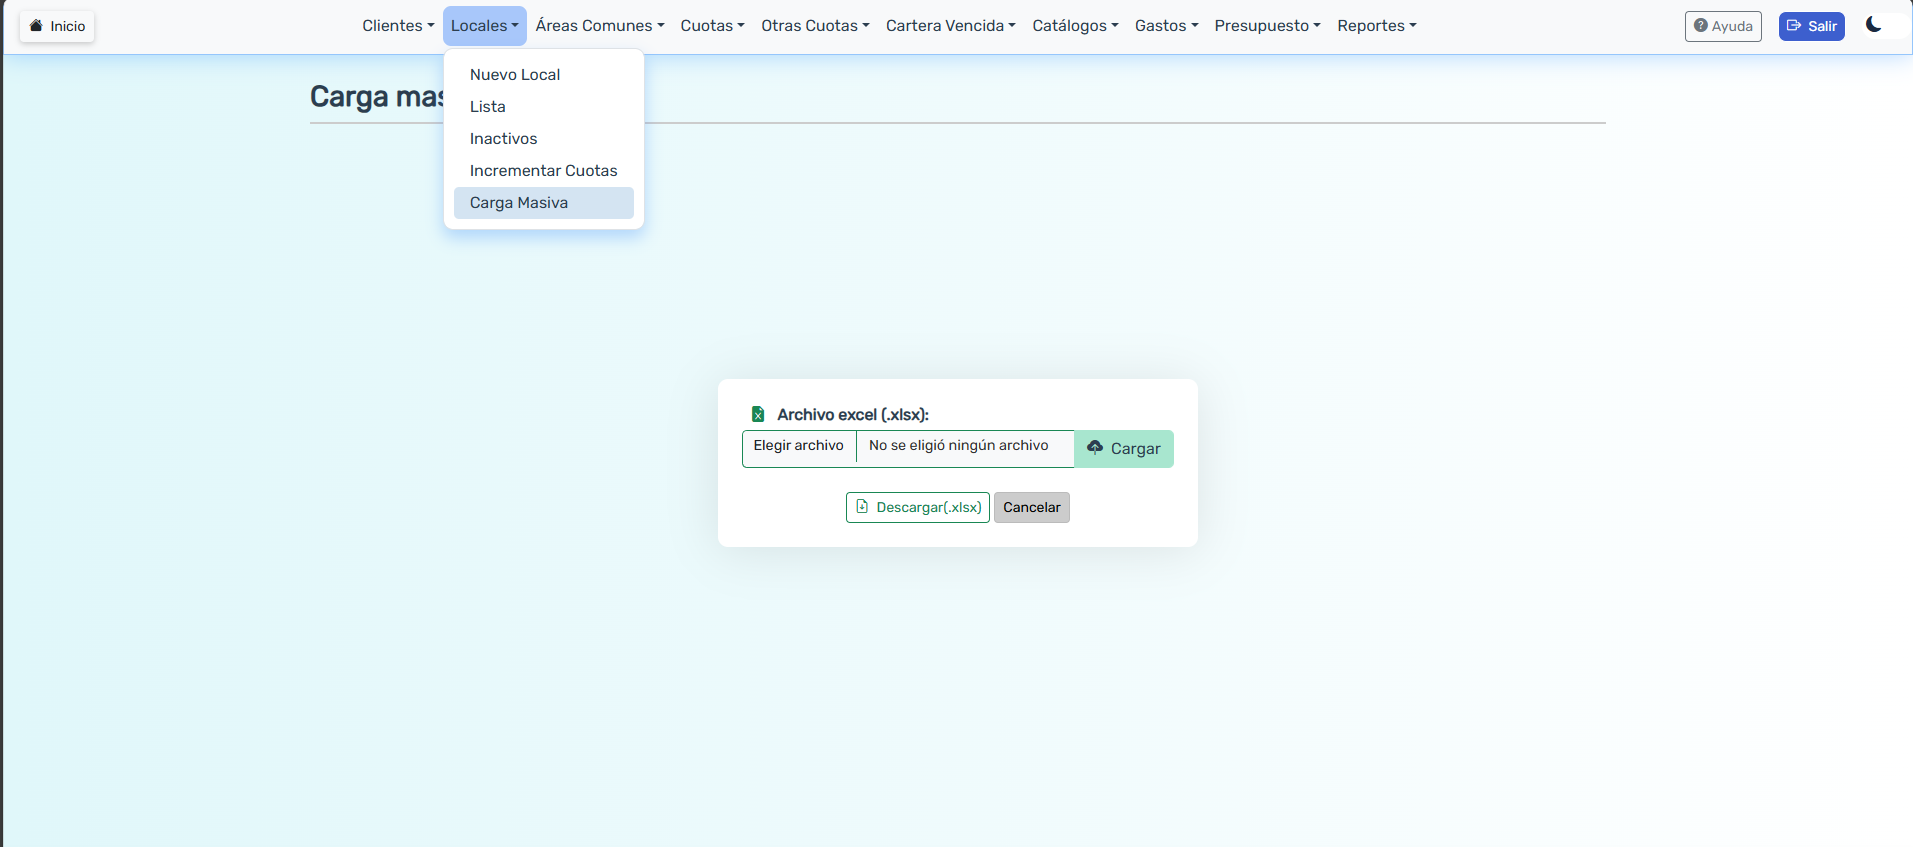 Inicio
Clientes
Locales
Áreas Comunes
Cuotas
Otras Cuotas
Cartera Vencida
Catálogos
Gastos
Presupuesto
Reportes
Ayuda
Salir
Nuevo Local
Lista
Inactivos
Incrementar Cuotas
Carga Masiva
Carga mas
Archivo excel (.xlsx):
Elegir archivo
No se eligió ningún archivo
Cargar
Descargar(.xlsx)
Cancelar